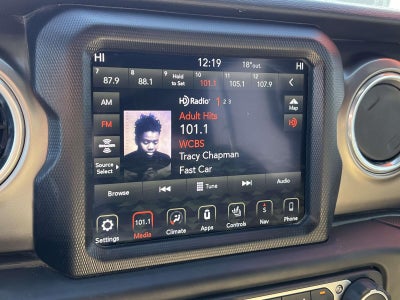 HI 12:19 18°out. HI
7 87.9 8 88.1 9 Hold to Set 10 101.1 11 105.1 12 107.9
AM
HD Radio 1 2 3
Map
FM
Adult Hits
101.1
WCBS
Source Select
Tracy Chapman
Fast Car
Browse Tune Audio
101.1
Settings Media Climate Apps Controls Nav Phone